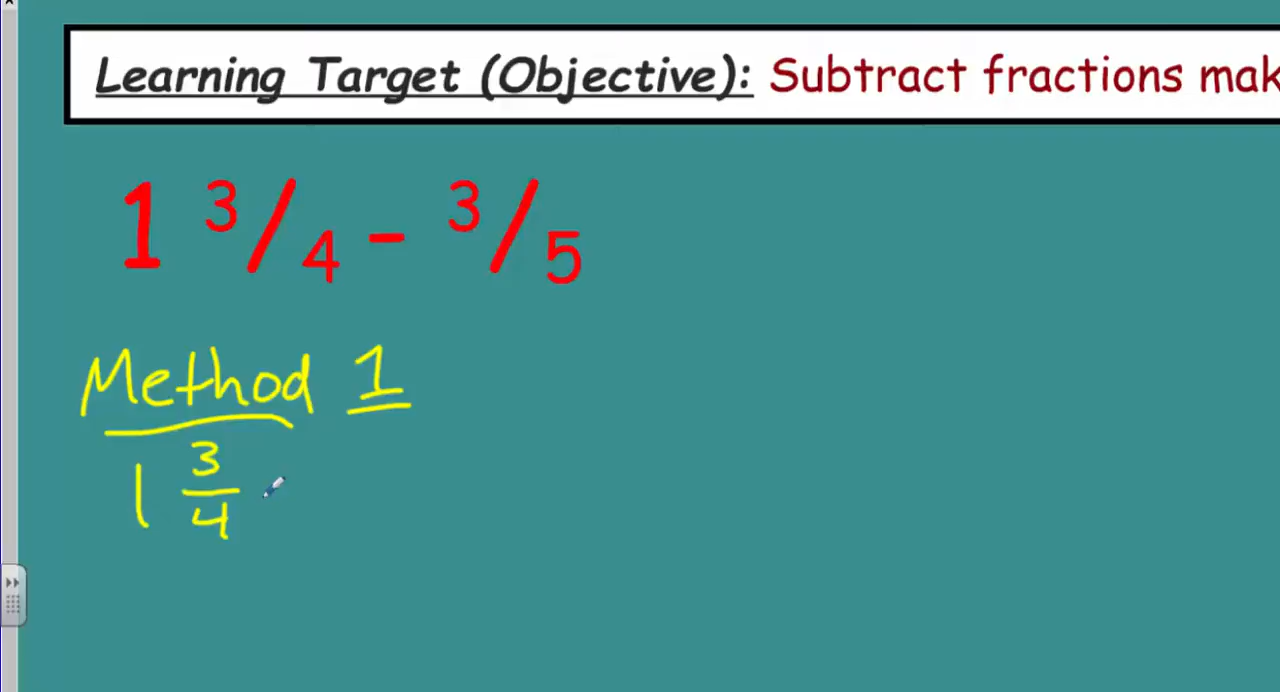 Learning Target (Objective): Subtract fractions mak
1 3/4 - 3/5
Method 1
1 3/4